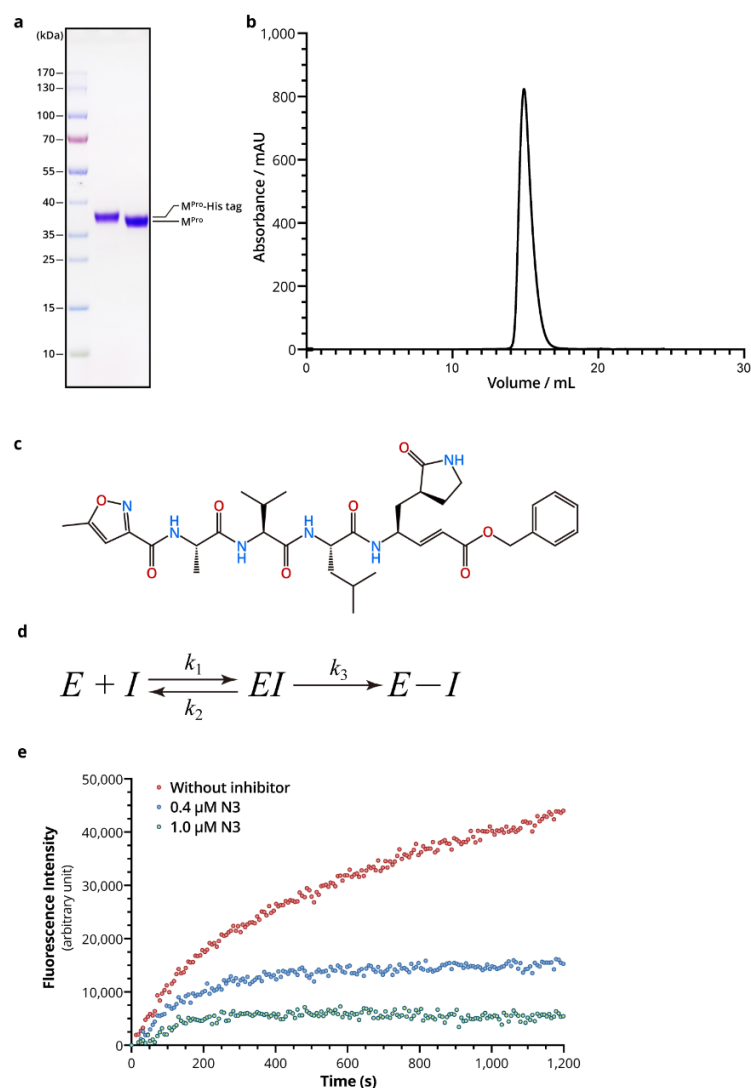 a
(kDa)
170
130
100
70
55
40
35
25
15
10
Mᴾʳᵒ-His tag
Mᴾʳᵒ
b
1,000
800
600
400
200
0
Absorbance / mAU
0 10 20 30
Volume / mL
c
O
N
O
H
N
O
N
H
O
H
N
O
N
H
O
NH
O
O
d
E + I k₁ k₂ EI k₃ E—I
e
50,000
40,000
30,000
20,000
10,000
0
Fluorescence Intensity
(arbitrary unit)
Without inhibitor
0.4 μM N3
1.0 μM N3
0 200 400 600 800 1,000 1,200
Time (s)